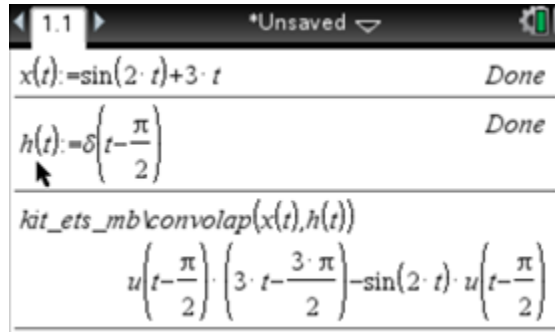 1.1 *Unsaved
x(t):=sin(2·t)+3·t Done
h(t):=δ(t-π/2) Done
kit_ets_mb\convolap(x(t),h(t))
u(t-π/2)·(3·t-3·π/2)-sin(2·t)·u(t-π/2)